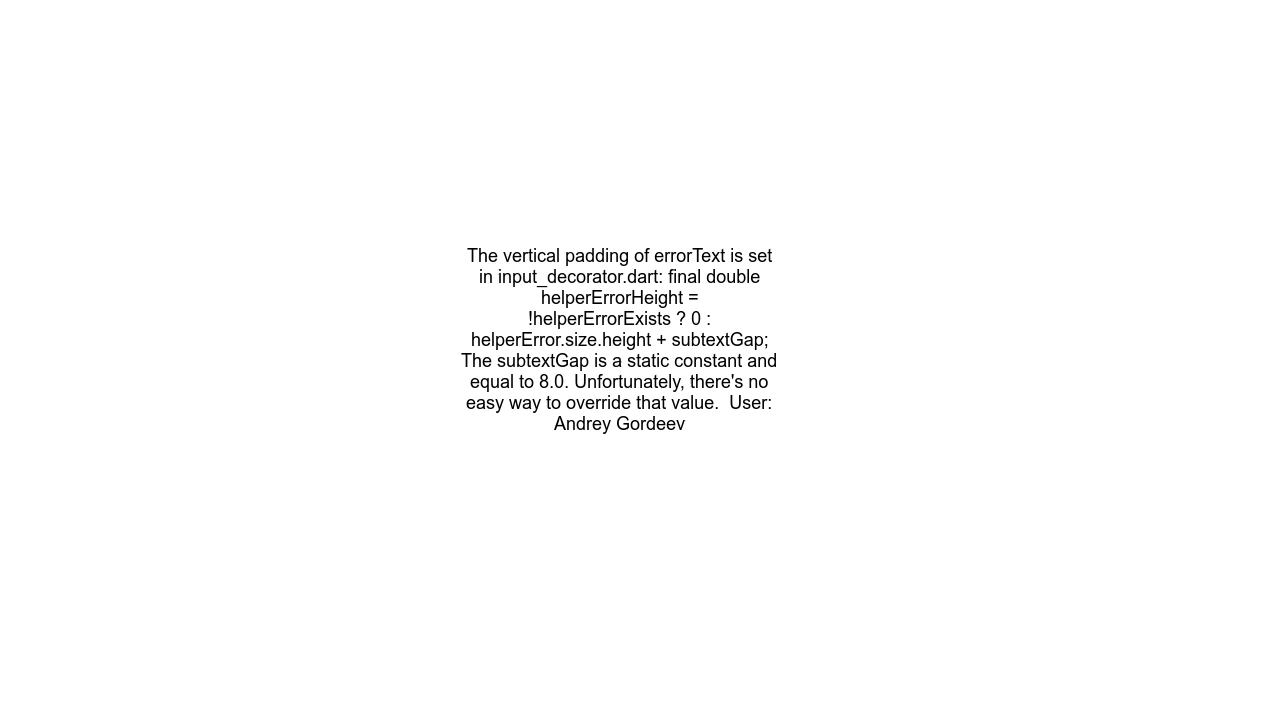 The vertical padding of errorText is set
in input_decorator.dart: final double
helperErrorHeight =
!helperErrorExists ? 0 :
helperError.size.height + subtextGap;
The subtextGap is a static constant and
equal to 8.0. Unfortunately, there's no
easy way to override that value.  User:
Andrey Gordeev